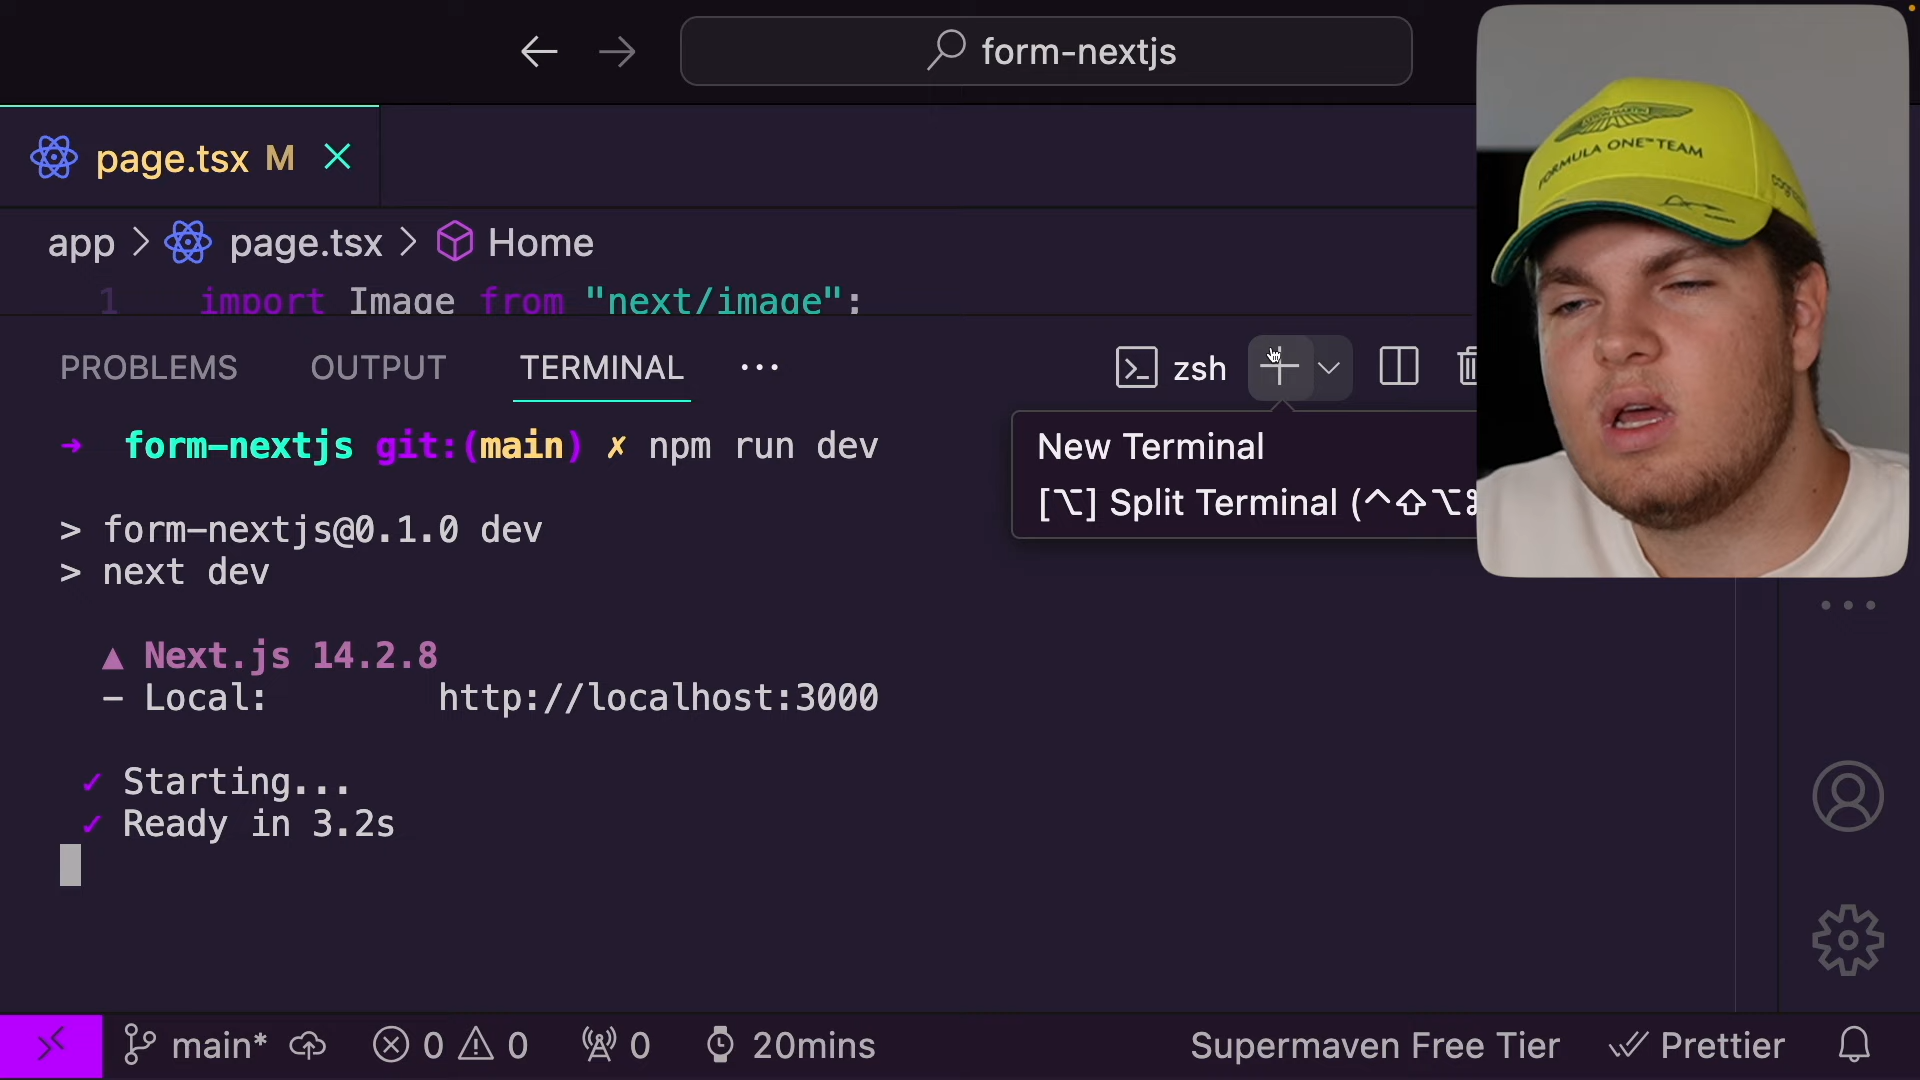 form-nextjs
page.tsx M
app > page.tsx > Home
1 import Image from "next/image";
PROBLEMS OUTPUT TERMINAL ...
zsh
New Terminal
[⌥] Split Terminal (^⇧⌥⌘
→ form-nextjs git:(main) ✗ npm run dev
> form-nextjs@0.1.0 dev
> next dev
▲ Next.js 14.2.8
- Local: http://localhost:3000
✓ Starting...
✓ Ready in 3.2s
main* 0 0 0 20mins Supermaven Free Tier Prettier
ASTON MARTIN
FORMULA ONE™ TEAM